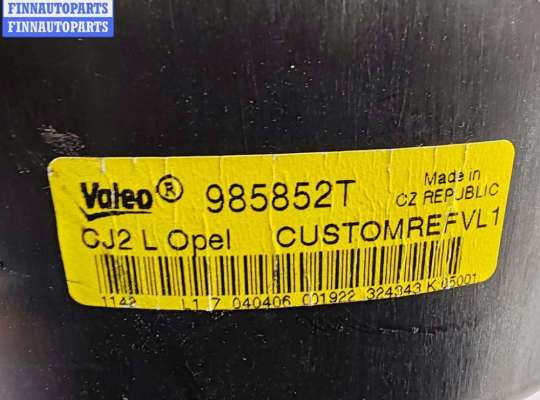 FINNAUTOPARTS
FINNAUTOPARTS
Valeo ® 985852T Made in
CZ REPUBLIC
CJ2 L Opel CUSTOMREFVL1
1142 L1 7 040406 001922 324343 K 05001